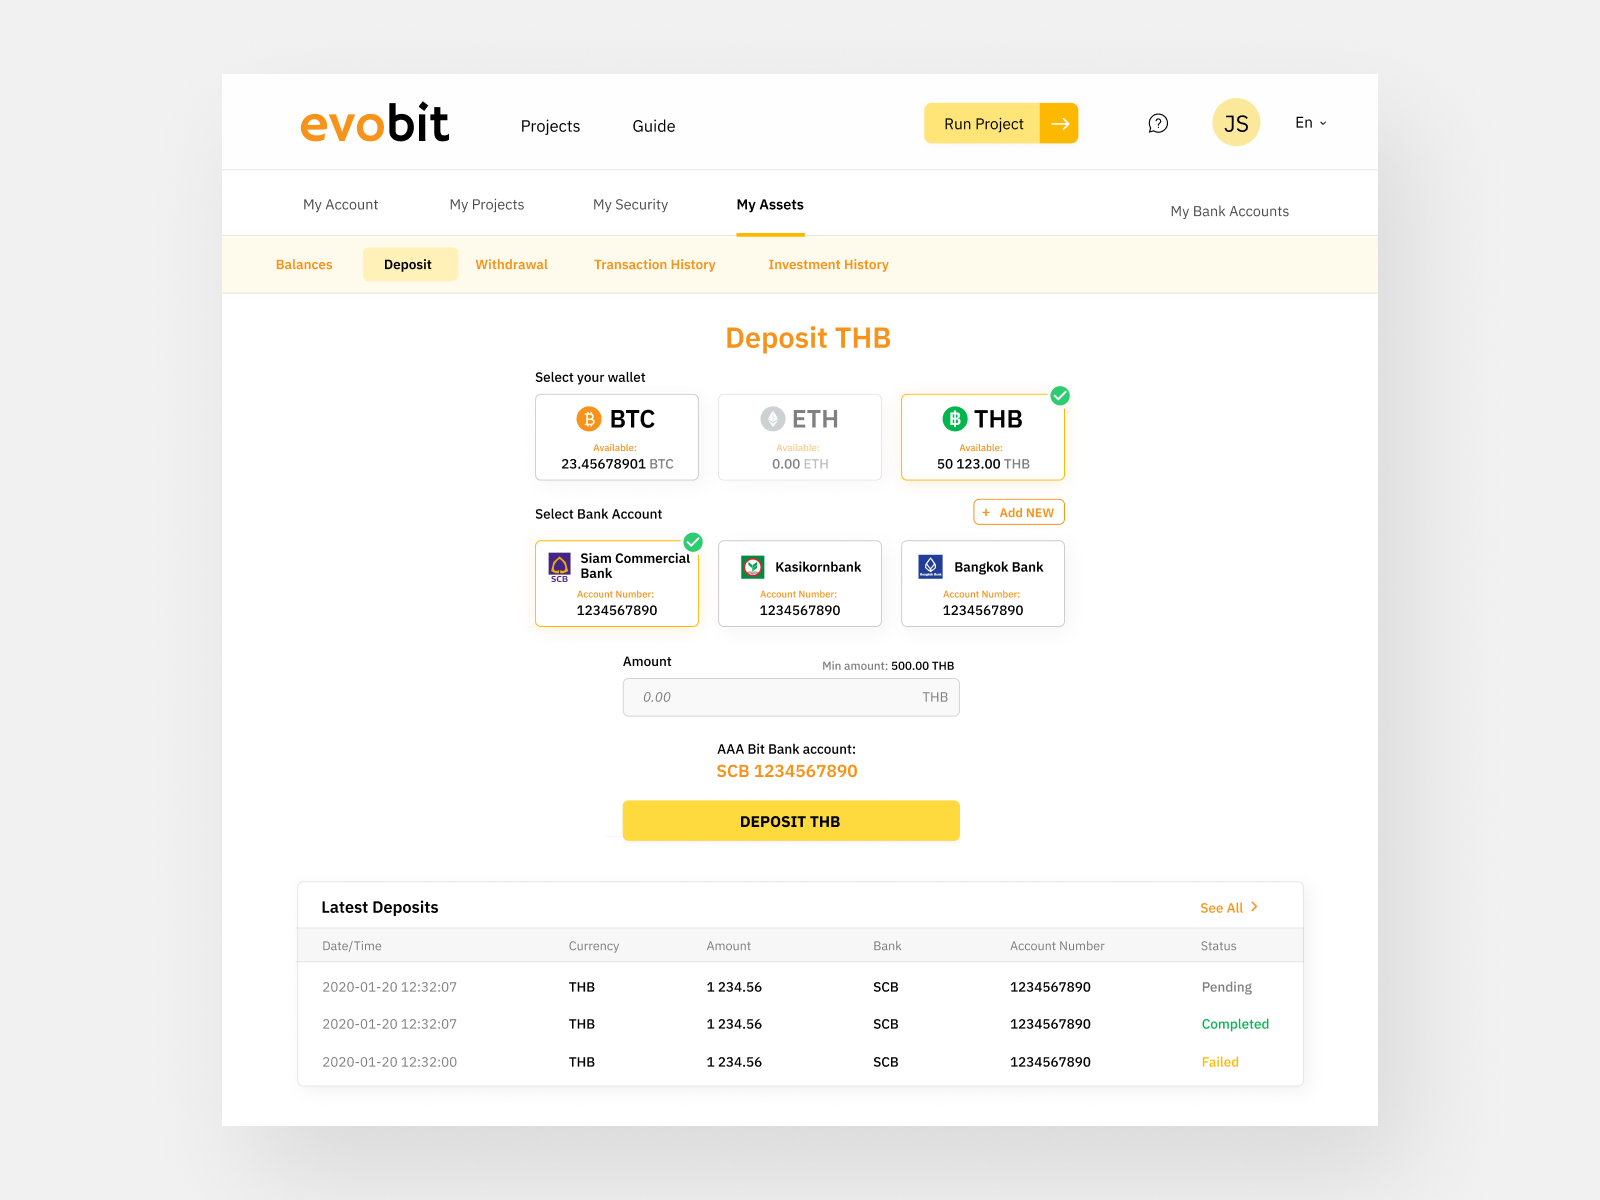 evobit
Projects
Guide
Run Project
JS
En
My Account
My Projects
My Security
My Assets
My Bank Accounts
Balances
Deposit
Withdrawal
Transaction History
Investment History
Deposit THB
Select your wallet
BTC
Available:
23.45678901 BTC
ETH
Available:
0.00 ETH
THB
Available:
50 123.00 THB
Select Bank Account
+ Add NEW
SCB
Siam Commercial
Bank
Account Number:
1234567890
Kasikornbank
Account Number:
1234567890
Bangkok Bank
Bangkok Bank
Account Number:
1234567890
Amount
Min amount: 500.00 THB
0.00
THB
AAA Bit Bank account:
SCB 1234567890
DEPOSIT THB
Latest Deposits
See All
Date/Time Currency Amount Bank Account Number Status
2020-01-20 12:32:07 THB 1 234.56 SCB 1234567890 Pending
2020-01-20 12:32:07 THB 1 234.56 SCB 1234567890 Completed
2020-01-20 12:32:00 THB 1 234.56 SCB 1234567890 Failed